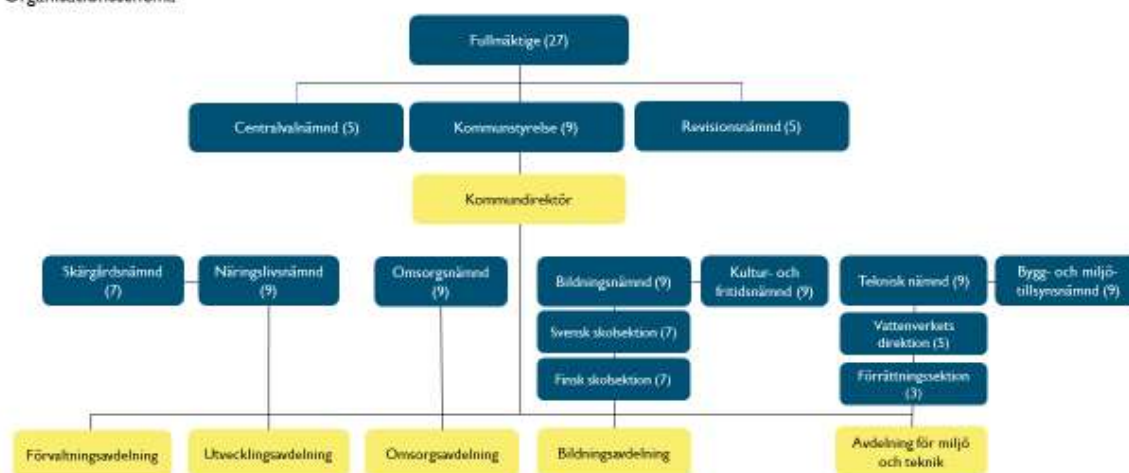 Organisationsschema
Fullmäktige (27)
Centralvalnämnd (5)
Kommunstyrelse (9)
Revisionsnämnd (5)
Kommundirektör
Skärgårdsnämnd
(7)
Näringslivsnämnd
(9)
Omsorgsnämnd
(9)
Bildningsnämnd (9)
Kultur- och
fritidsnämnd (9)
Teknisk nämnd (9)
Bygg- och miljö-
tillsynsnämnd (9)
Svensk skolsektion (7)
Vattenverkets
direktion (5)
Finsk skolsektion (7)
Förrättningssektion
(3)
Förvaltningsavdelning
Utvecklingsavdelning
Omsorgsavdelning
Bildningsavdelning
Avdelning för miljö
och teknik